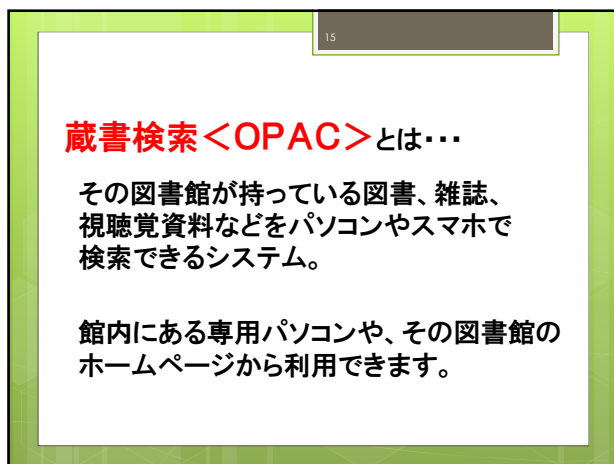 15
蔵書検索＜OPAC＞とは・・・
その図書館が持っている図書、雑誌、
視聴覚資料などをパソコンやスマホで
検索できるシステム。
館内にある専用パソコンや、その図書館の
ホームページから利用できます。